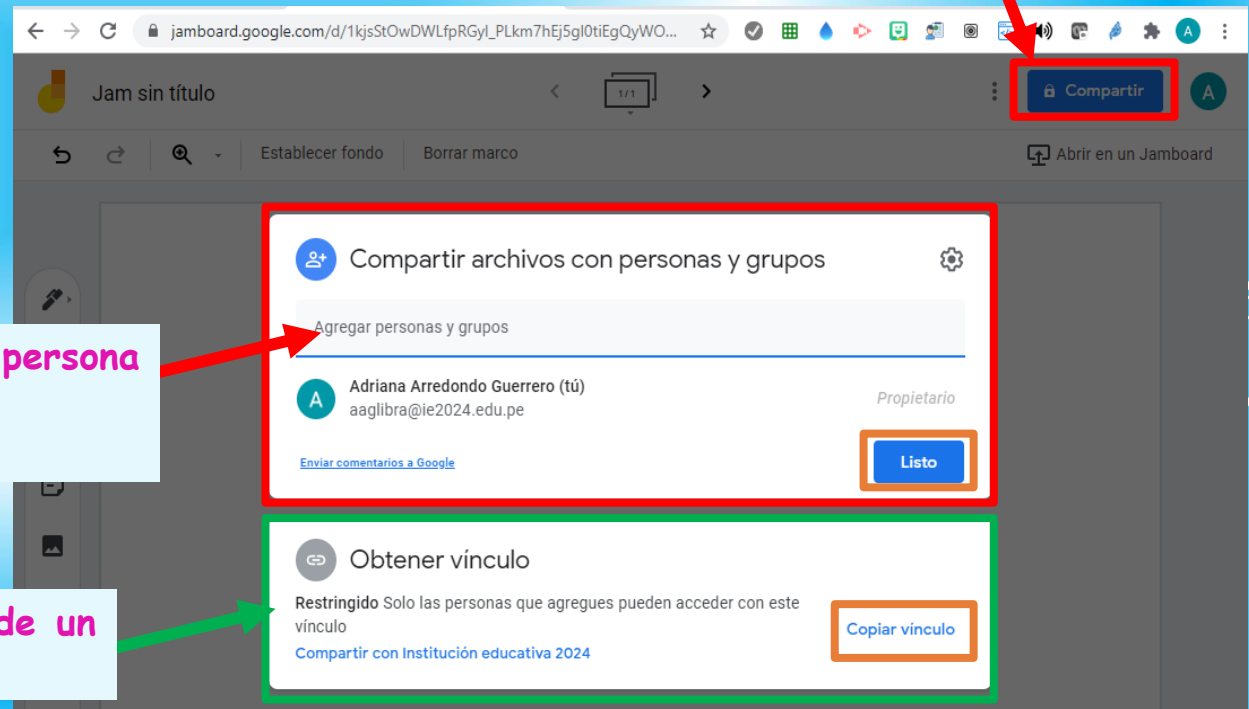 jamboard.google.com/d/1kjsStOwDWLfpRGyl_PLkm7hEj5gl0tiEgQyWO...
A
Jam sin título
1/1
Compartir
A
Establecer fondo
Borrar marco
Abrir en un Jamboard
Compartir archivos con personas y grupos
Agregar personas y grupos
persona
A
Adriana Arredondo Guerrero (tú)
aaglibra@ie2024.edu.pe
Propietario
Enviar comentarios a Google
Listo
Obtener vínculo
Restringido Solo las personas que agregues pueden acceder con este
vínculo
Copiar vínculo
Compartir con Institución educativa 2024
de un